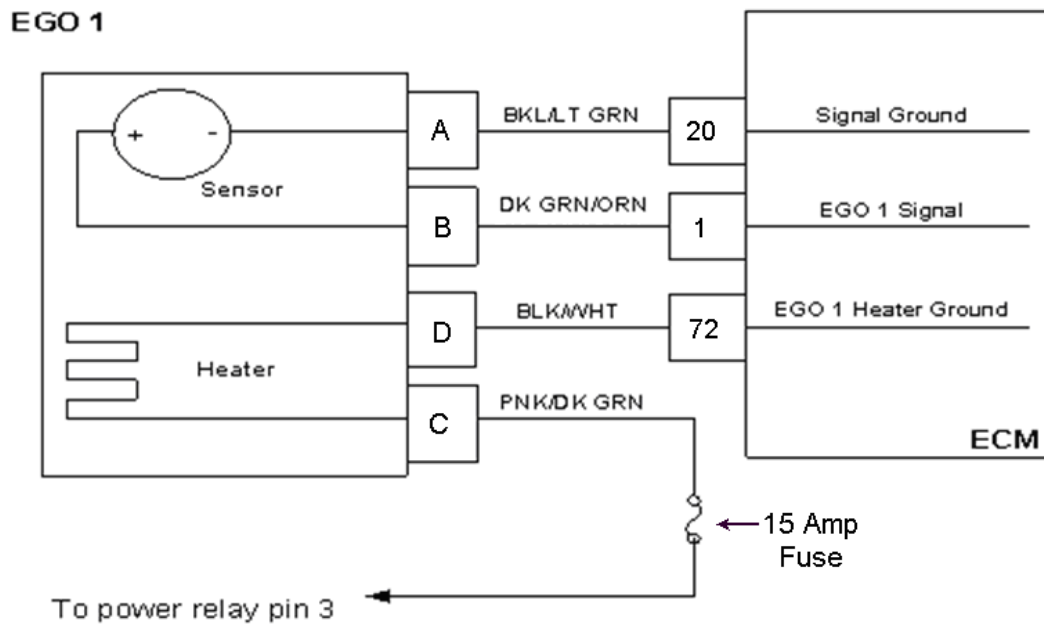 EGO 1
A
BKL/LT GRN
20
Signal Ground
+ -
Sensor
B
DK GRN/ORN
1
EGO 1 Signal
D
BLK/WHT
72
EGO 1 Heater Ground
Heater
C
PNK/DK GRN
ECM
15 Amp
Fuse
To power relay pin 3